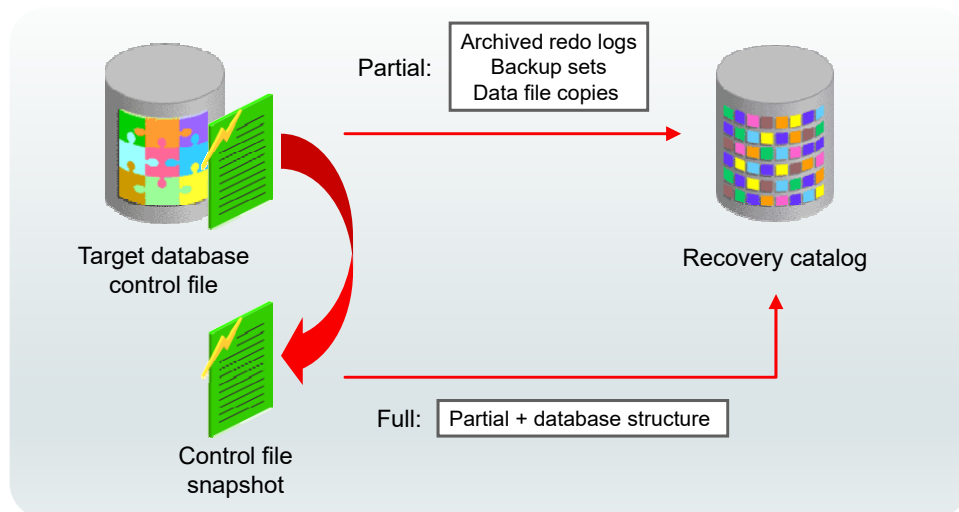 Partial:
Archived redo logs
Backup sets
Data file copies
Target database
control file
Recovery catalog
Full:
Partial + database structure
Control file
snapshot